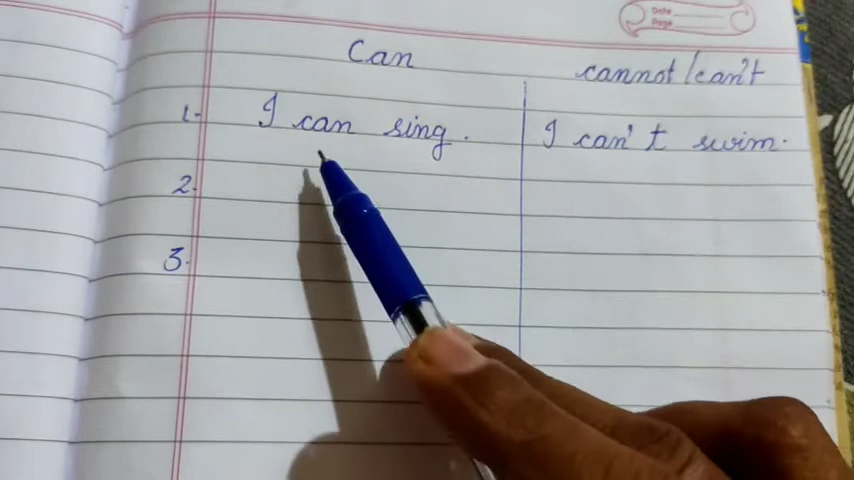 Date
Page
Can
cannot/can't
1.
I can sing.
I can't swim.
2.
3.